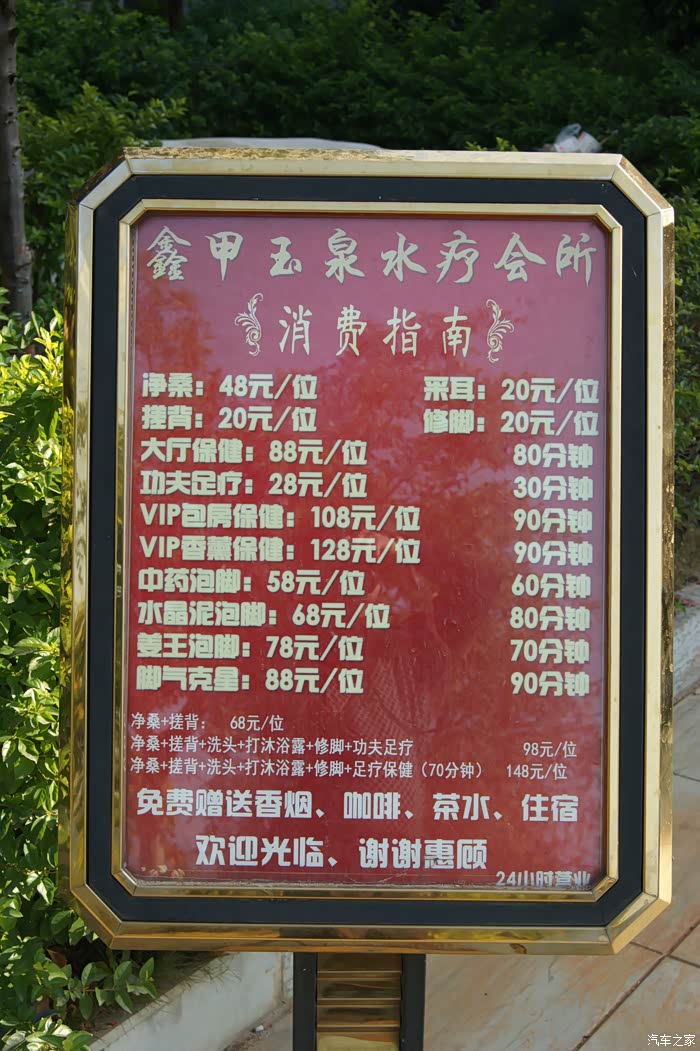 鑫甲玉泉水疗会所
消费指南
净桑：48元/位 采耳：20元/位
搓背：20元/位 修脚：20元/位
大厅保健：88元/位 80分钟
功夫足疗：28元/位 30分钟
VIP包房保健：108元/位 90分钟
VIP香薰保健：128元/位 90分钟
中药泡脚：58元/位 60分钟
水晶泥泡脚：68元/位 80分钟
姜王泡脚：78元/位 70分钟
脚气克星：88元/位 90分钟
净桑+搓背： 68元/位
净桑+搓背+洗头+打沐浴露+修脚+功夫足疗 98元/位
净桑+搓背+洗头+打沐浴露+修脚+足疗保健（70分钟） 148元/位
免费赠送香烟、咖啡、茶水、住宿
欢迎光临、谢谢惠顾
24小时营业
汽车之家